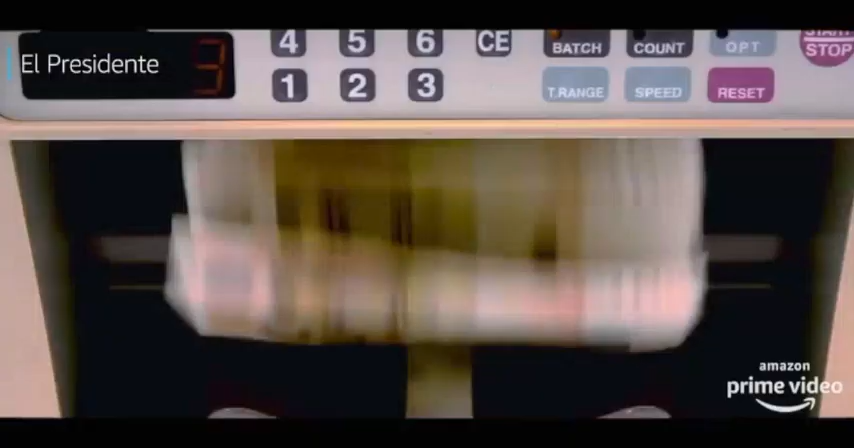 El Presidente
3
4 5 6 CE BATCH COUNT OPT START STOP
1 2 3 T.RANGE SPEED RESET
amazon
prime video